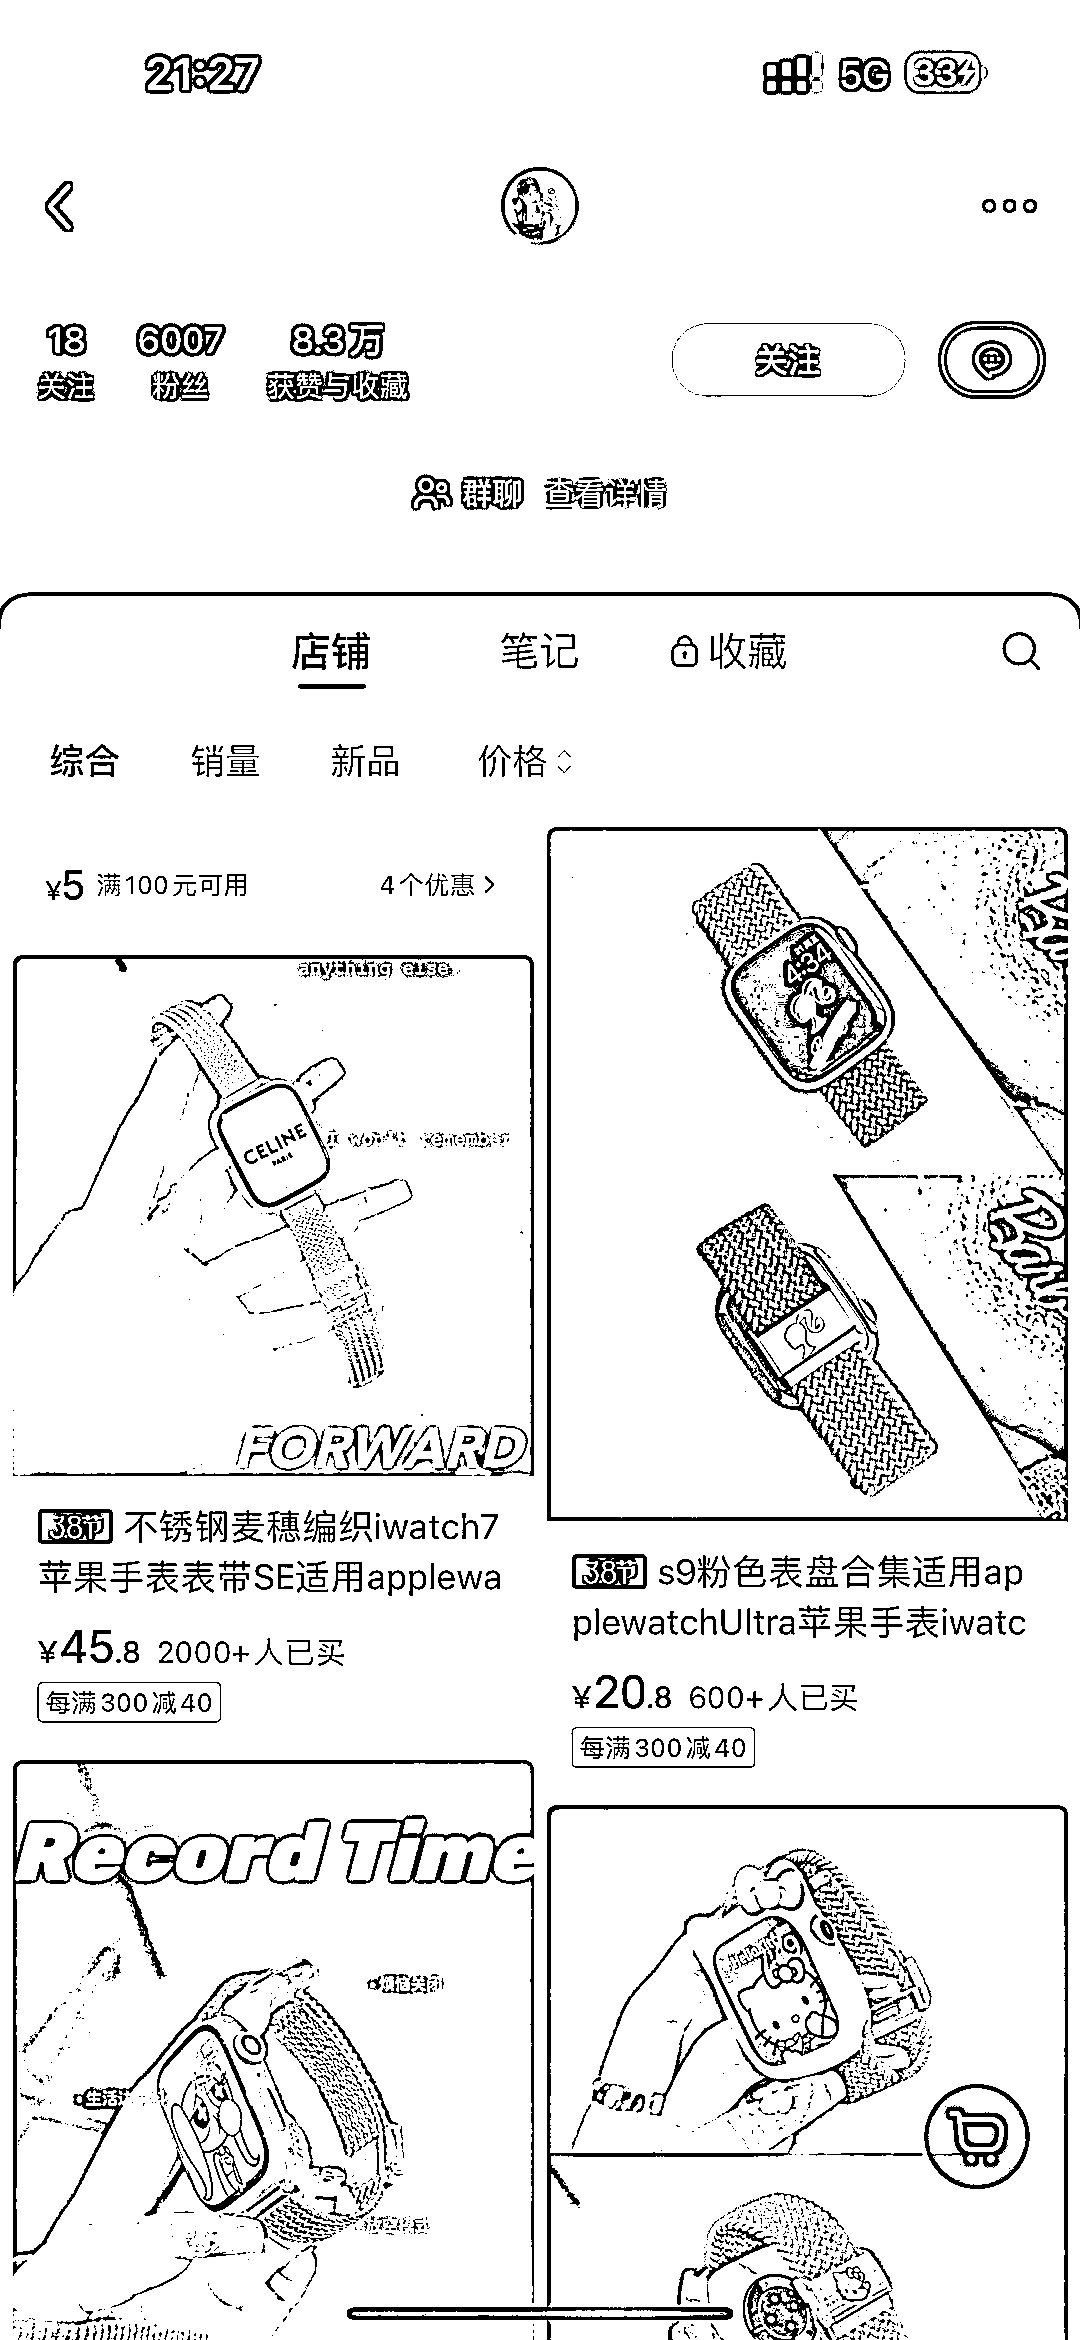 21:27
5G 33
18 6007 8.3万
关注 粉丝 获赞与收藏
关注
群聊 查看详情
店铺 笔记 收藏
综合 销量 新品 价格
¥5 满100元可用 4个优惠
anything else
4:34
CELINE
PARIS
I won't remember
FORWARD
38节 不锈钢麦穗编织iwatch7
苹果手表表带SE适用applewa
¥45.8 2000+人已买
每满300减40
38节 s9粉色表盘合集适用ap
plewatchUltra苹果手表iwatc
¥20.8 600+人已买
每满300减40
Record Time